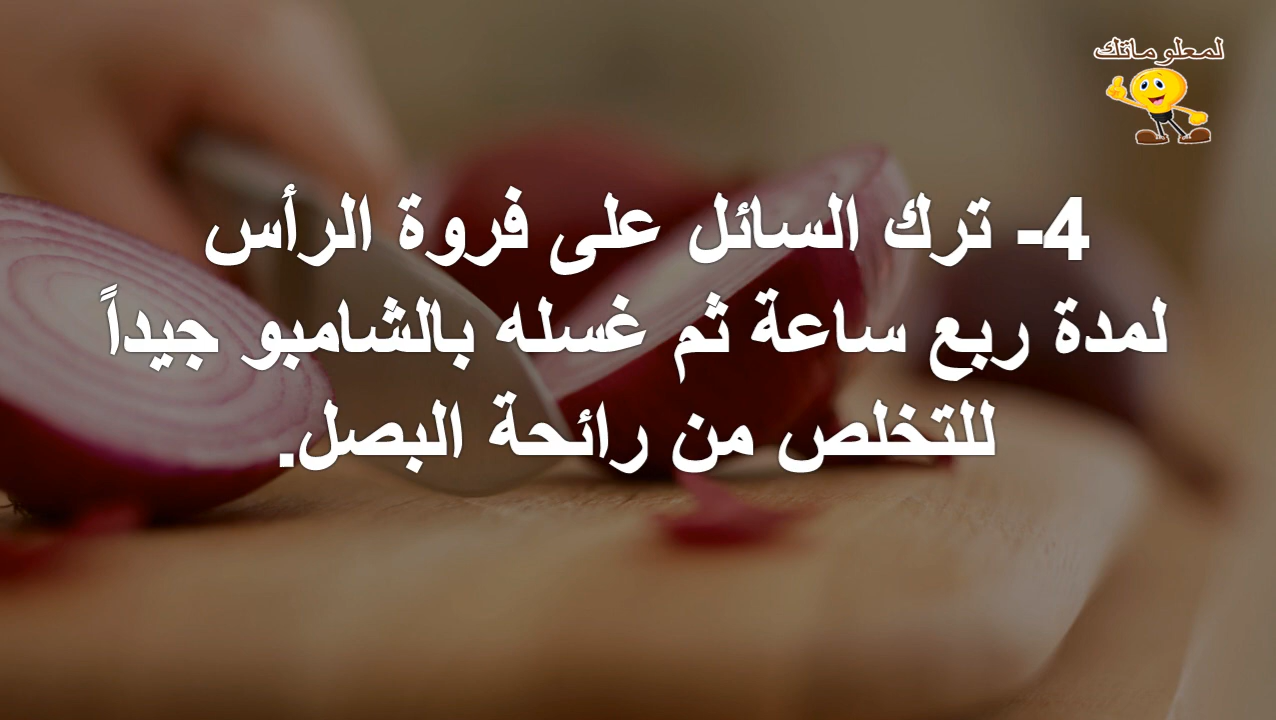 لمعلوماتك
4- ترك السائل على فروة الرأس
لمدة ربع ساعة ثم غسله بالشامبو جيداً
للتخلص من رائحة البصل.